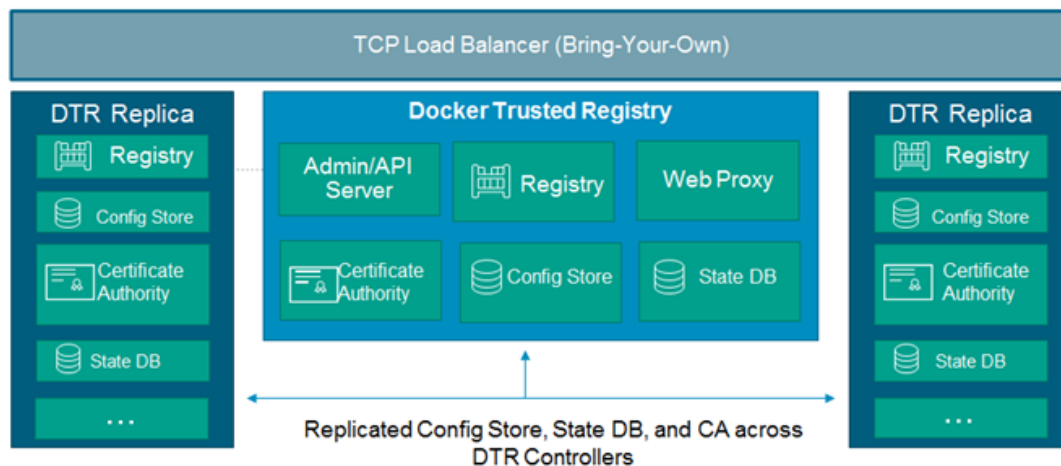 TCP Load Balancer (Bring-Your-Own)
DTR Replica
Registry
Config Store
Certificate
Authority
State DB
...
Docker Trusted Registry
Admin/API
Server
Registry
Web Proxy
Certificate
Authority
Config Store
State DB
DTR Replica
Registry
Config Store
Certificate
Authority
State DB
...
Replicated Config Store, State DB, and CA across
DTR Controllers